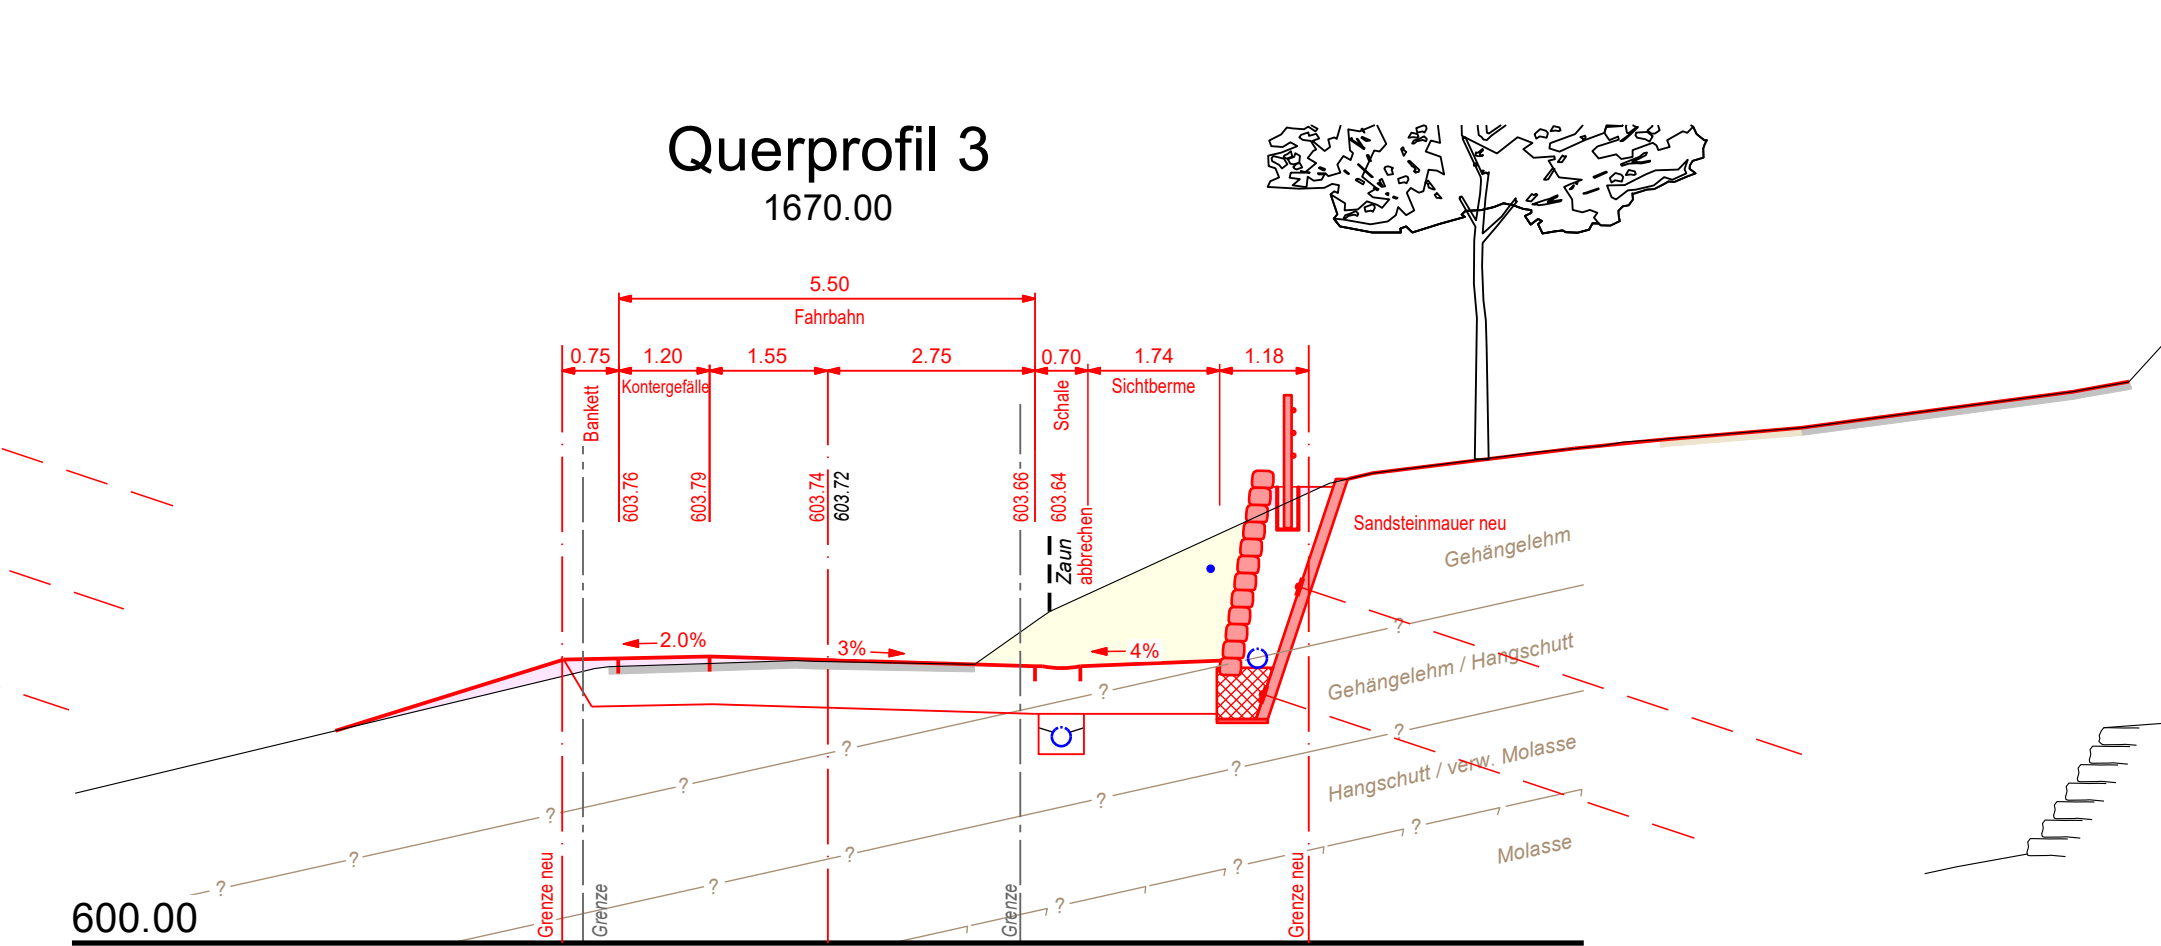 Querprofil 3
1670.00
5.50
Fahrbahn
0.75 1.20 1.55 2.75 0.70 1.74 1.18
Bankett
Kontergefälle
Schale
Sichtberme
603.76
603.79
603.74
603.72
603.66
603.64
Zaun
abbrechen
Sandsteinmauer neu
Gehängelehm
2.0%
3%
4%
?
Gehängelehm / Hangschutt
?
?
?
?
?
?
?
?
Hangschutt / verw. Molasse
?
?
?
?
?
?
?
Molasse
Grenze neu
Grenze
Grenze
Grenze neu
600.00